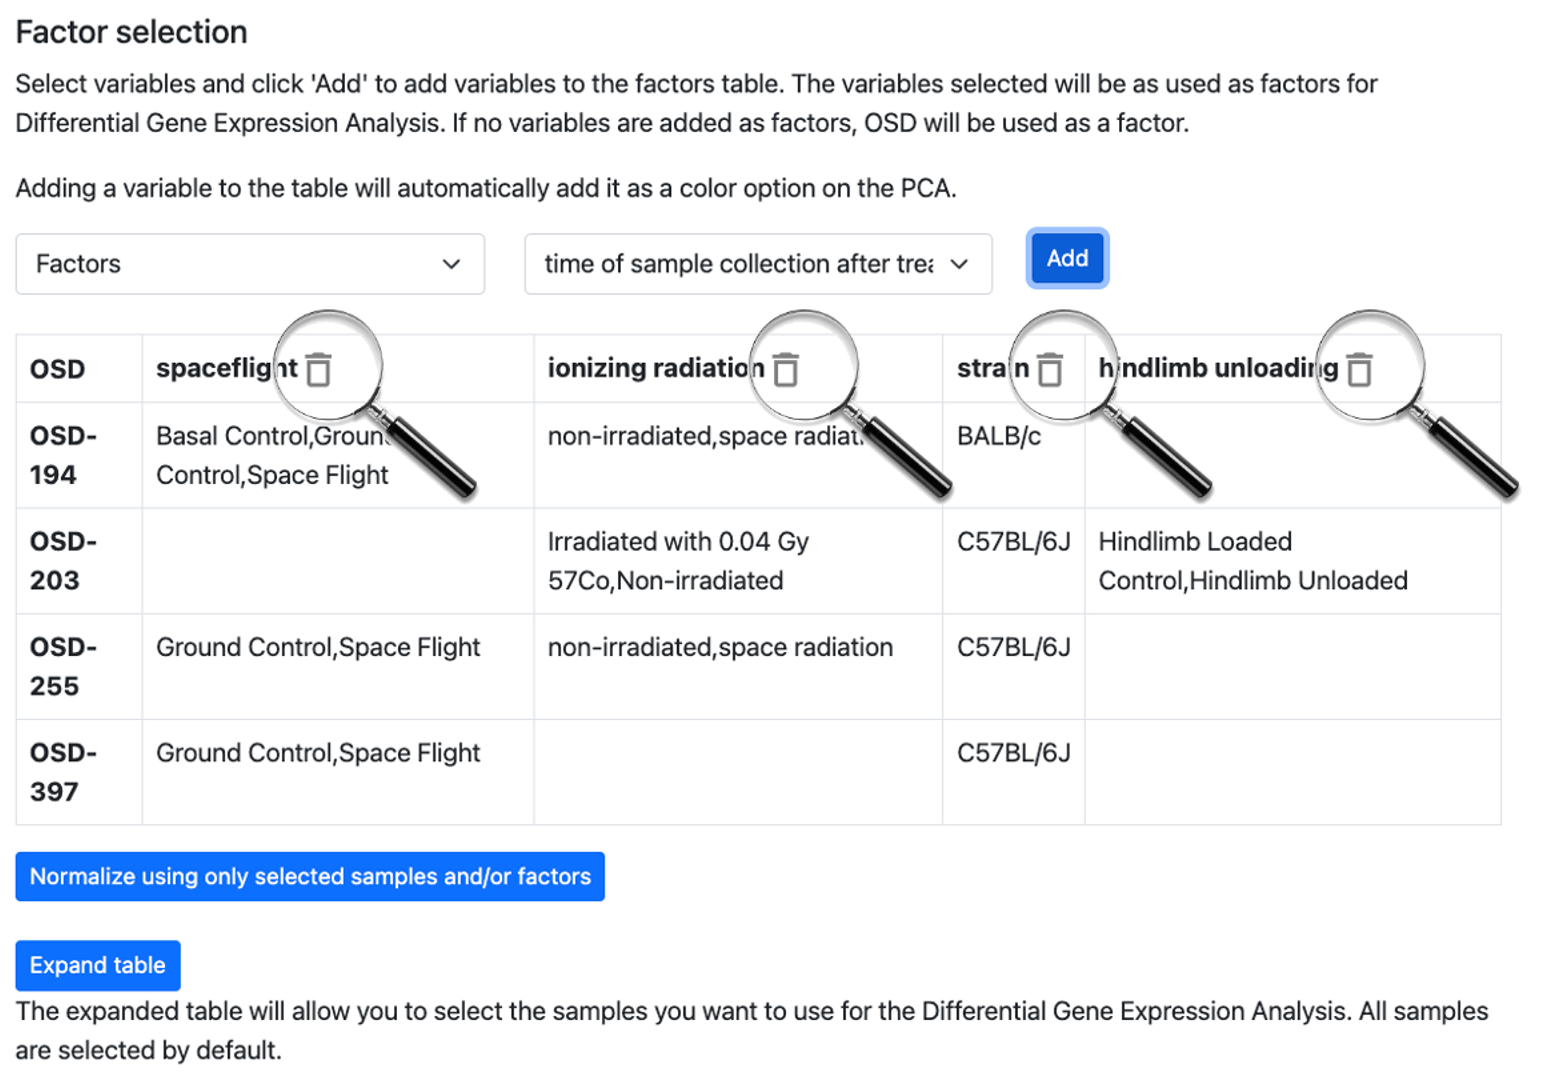 Factor selection
Select variables and click 'Add' to add variables to the factors table. The variables selected will be as used as factors for
Differential Gene Expression Analysis. If no variables are added as factors, OSD will be used as a factor.
Adding a variable to the table will automatically add it as a color option on the PCA.
Factors
time of sample collection after trea
Add
OSD spaceflight ionizing radiation strain hindlimb unloading
OSD- Basal Control,Ground non-irradiated,space radiat BALB/c
194 Control,Space Flight
OSD- Irradiated with 0.04 Gy C57BL/6J Hindlimb Loaded
203 57Co,Non-irradiated Control,Hindlimb Unloaded
OSD- Ground Control,Space Flight non-irradiated,space radiation C57BL/6J
255
OSD- Ground Control,Space Flight C57BL/6J
397
Normalize using only selected samples and/or factors
Expand table
The expanded table will allow you to select the samples you want to use for the Differential Gene Expression Analysis. All samples
are selected by default.